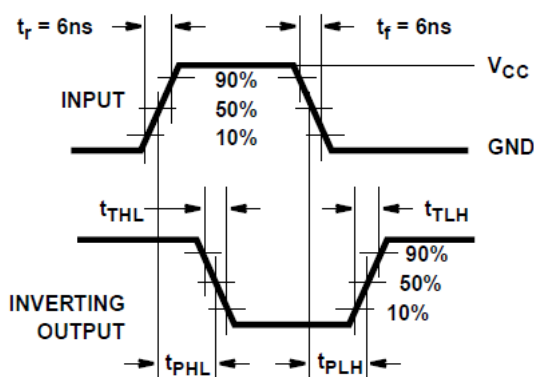 tr = 6ns
tf = 6ns
VCC
90%
INPUT
50%
10%
GND
tTHL
tTLH
90%
50%
INVERTING
OUTPUT
10%
tPHL
tPLH